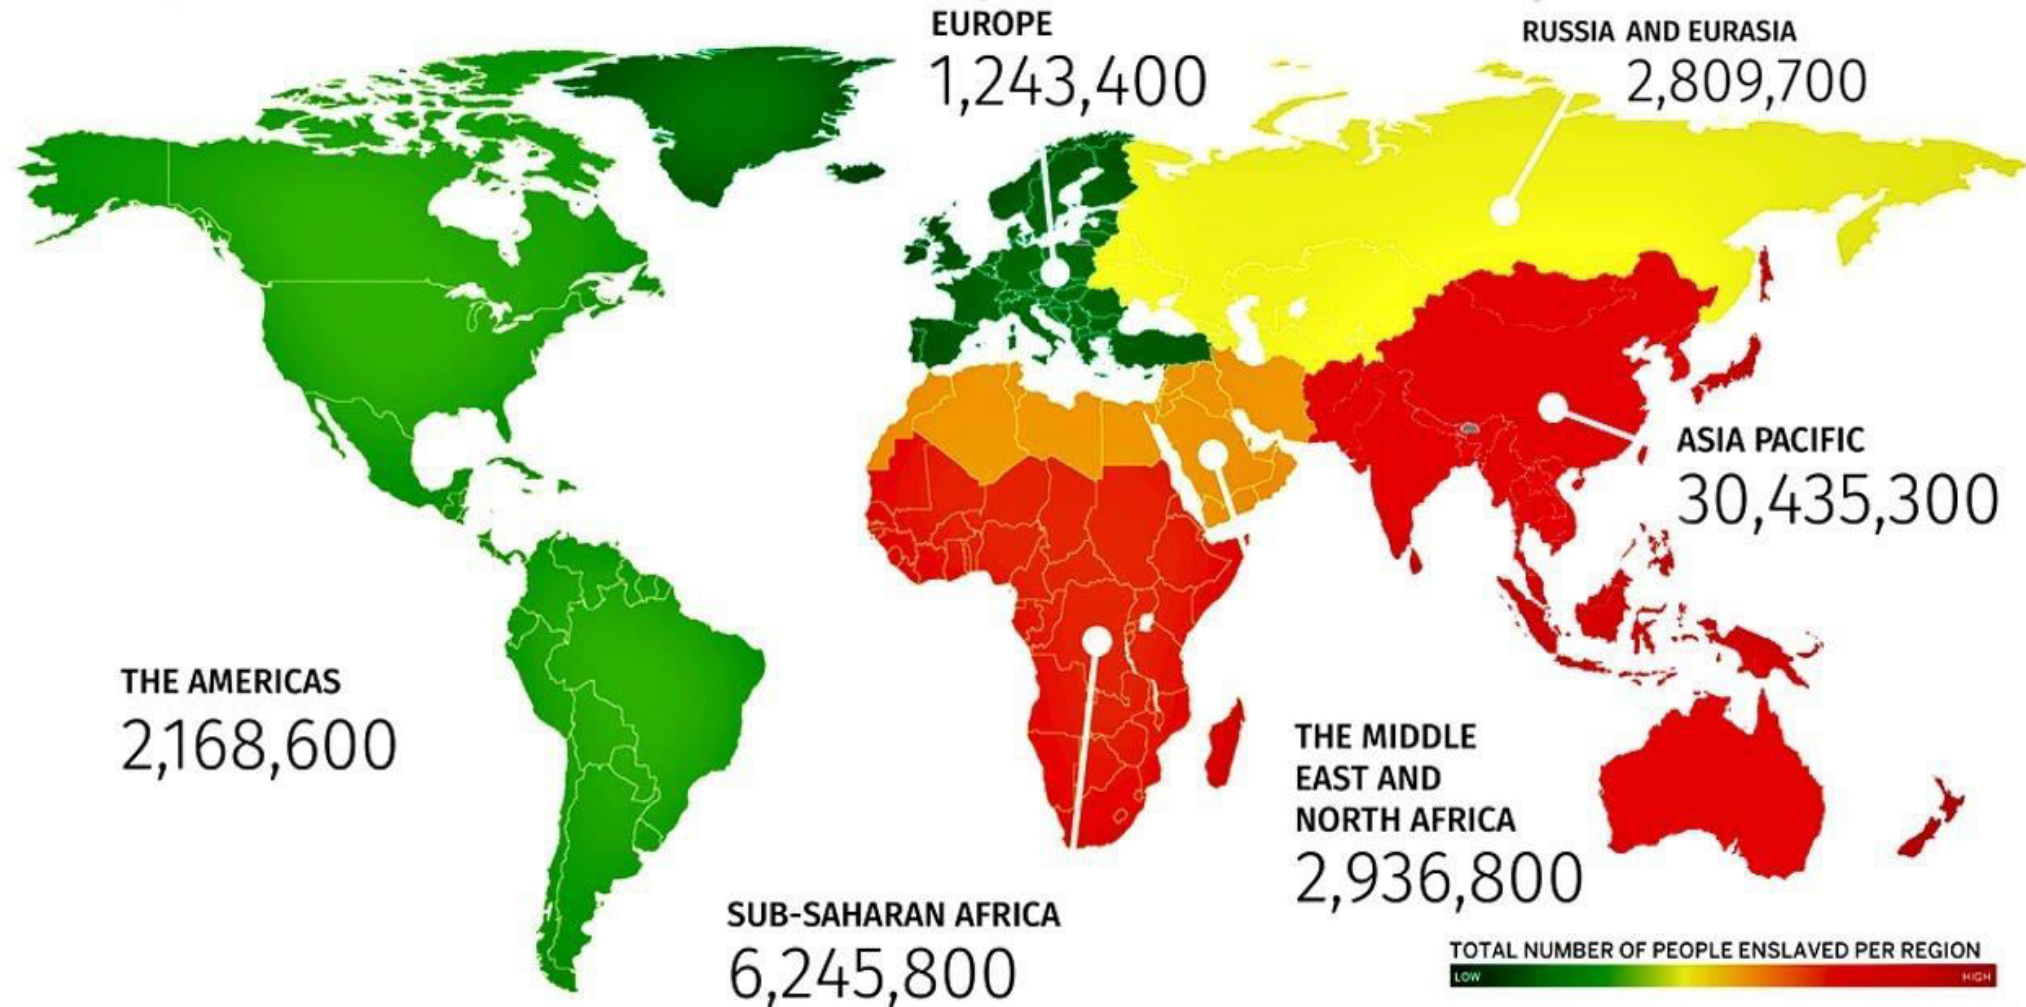 EUROPE
1,243,400
RUSSIA AND EURASIA
2,809,700
ASIA PACIFIC
30,435,300
THE AMERICAS
2,168,600
THE MIDDLE
EAST AND
NORTH AFRICA
2,936,800
SUB-SAHARAN AFRICA
6,245,800
TOTAL NUMBER OF PEOPLE ENSLAVED PER REGION
LOW
HIGH